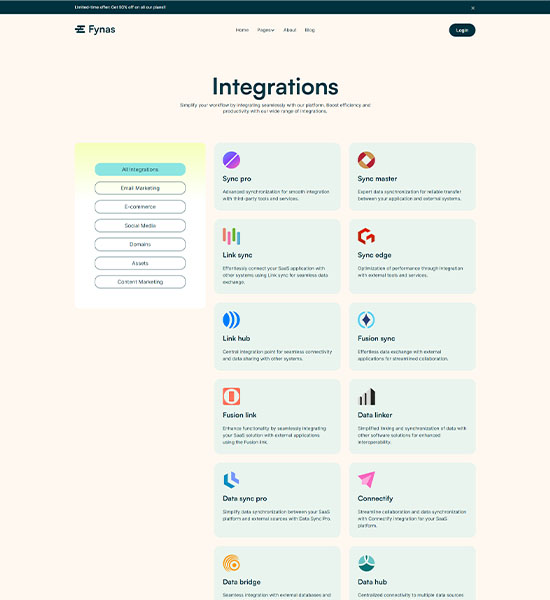 Limited-time offer: Get 50% off on all our plans!!
Fynas
Home Pages About Blog
Login
Integrations
Simplify your workflow by integrating seamlessly with our platform. Boost efficiency and
productivity with our wide range of integrations.
All Integrations
Email Marketing
E-commerce
Social Media
Domains
Assets
Content Marketing
Sync pro
Advanced synchronization for smooth integration
with third-party tools and services.
Sync master
Expert data synchronization for reliable transfer
between your application and external systems.
Link sync
Effortlessly connect your SaaS application with
other systems using Link sync for seamless data
exchange.
Sync edge
Optimization of performance through integration
with external tools and services.
Link hub
Central integration point for seamless connectivity
and data sharing with other systems.
Fusion sync
Effortless data exchange with external
applications for streamlined collaboration.
Fusion link
Enhance functionality by seamlessly integrating
your SaaS solution with external applications
using the Fusion-link.
Data linker
Simplified linking and synchronization of data with
other software solutions for enhanced
interoperability.
Data sync pro
Simplify data synchronization between your SaaS
platform and external sources with Data Sync Pro.
Connectify
Streamline collaboration and data synchronization
with Connectify integration for your SaaS
platform.
Data bridge
Seamless integration with external databases and
Data hub
Centralized connectivity to multiple data sources